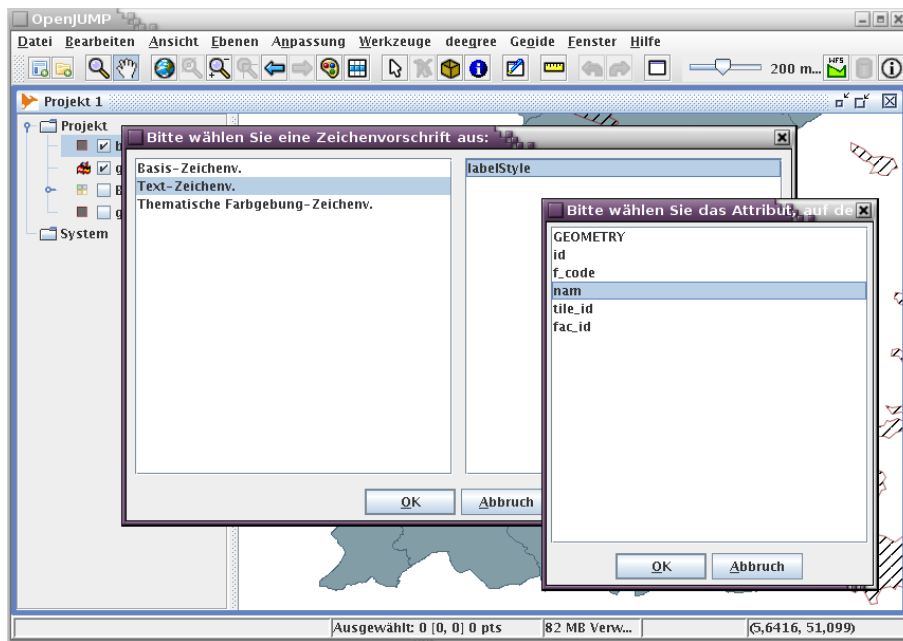 OpenJUMP
Datei Bearbeiten Ansicht Ebenen Anpassung Werkzeuge deegree Geoide Fenster Hilfe
200 m...
WFS
Projekt 1
Projekt
b
g
B
g
System
Bitte wählen Sie eine Zeichenvorschrift aus:
Basis-Zeichenv.
Text-Zeichenv.
Thematische Farbgebung-Zeichenv.
labelStyle
OK
Abbruch
Bitte wählen Sie das Attribut, auf de
GEOMETRY
id
f_code
nam
tile_id
fac_id
OK
Abbruch
Ausgewählt: 0 [0, 0] 0 pts
82 MB Verw...
(5,6416, 51,099)